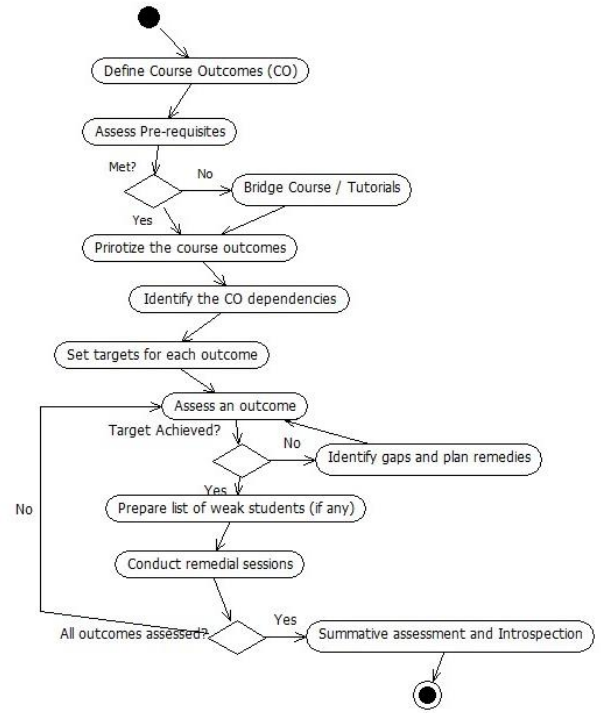 Define Course Outcomes (CO)
Assess Pre-requisites
Met?
No
Bridge Course / Tutorials
Yes
Prirotize the course outcomes
Identify the CO dependencies
Set targets for each outcome
Assess an outcome
Target Achieved?
No
Identify gaps and plan remedies
Yes
Prepare list of weak students (if any)
No
Conduct remedial sessions
All outcomes assessed?
Yes
Summative assessment and Introspection